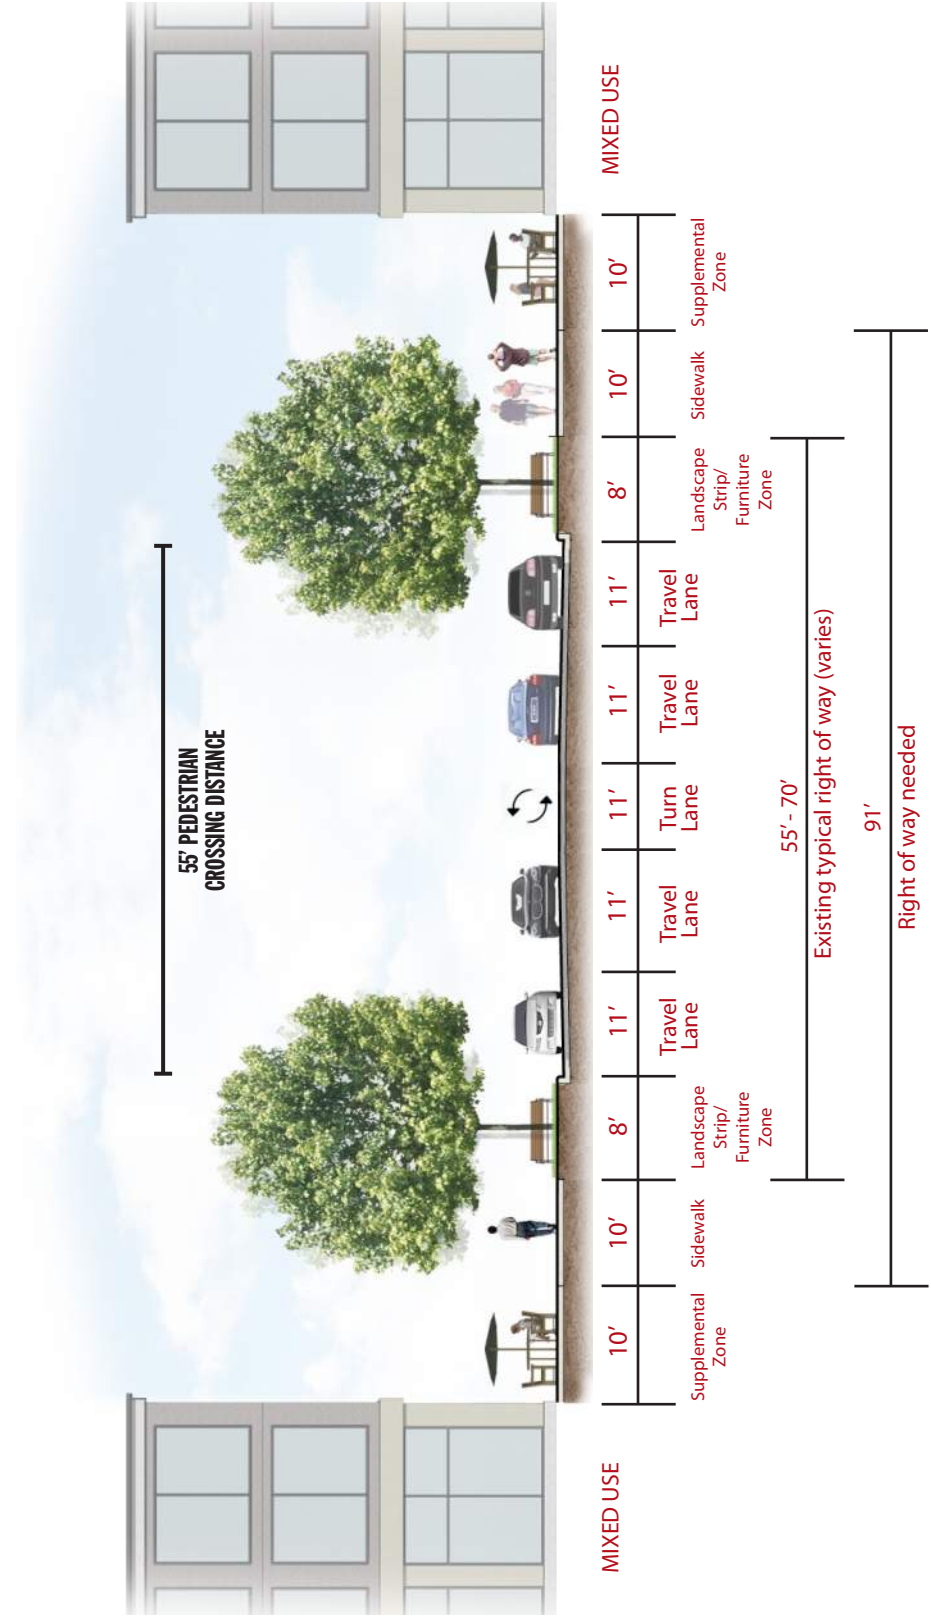 55' PEDESTRIAN
CROSSING DISTANCE
MIXED USE
10'
10'
8'
11'
11'
11'
11'
11'
8'
10'
10'
MIXED USE
Supplemental
Zone
Sidewalk
Landscape
Strip/
Furniture
Zone
Travel
Lane
Travel
Lane
Turn
Lane
Travel
Lane
Travel
Lane
Landscape
Strip/
Furniture
Zone
Sidewalk
Supplemental
Zone
55' - 70'
Existing typical right of way (varies)
91'
Right of way needed